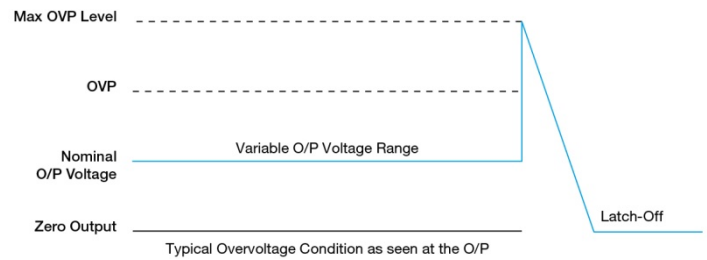 Max OVP Level
OVP
Variable O/P Voltage Range
Nominal
O/P Voltage
Latch-Off
Zero Output
Typical Overvoltage Condition as seen at the O/P